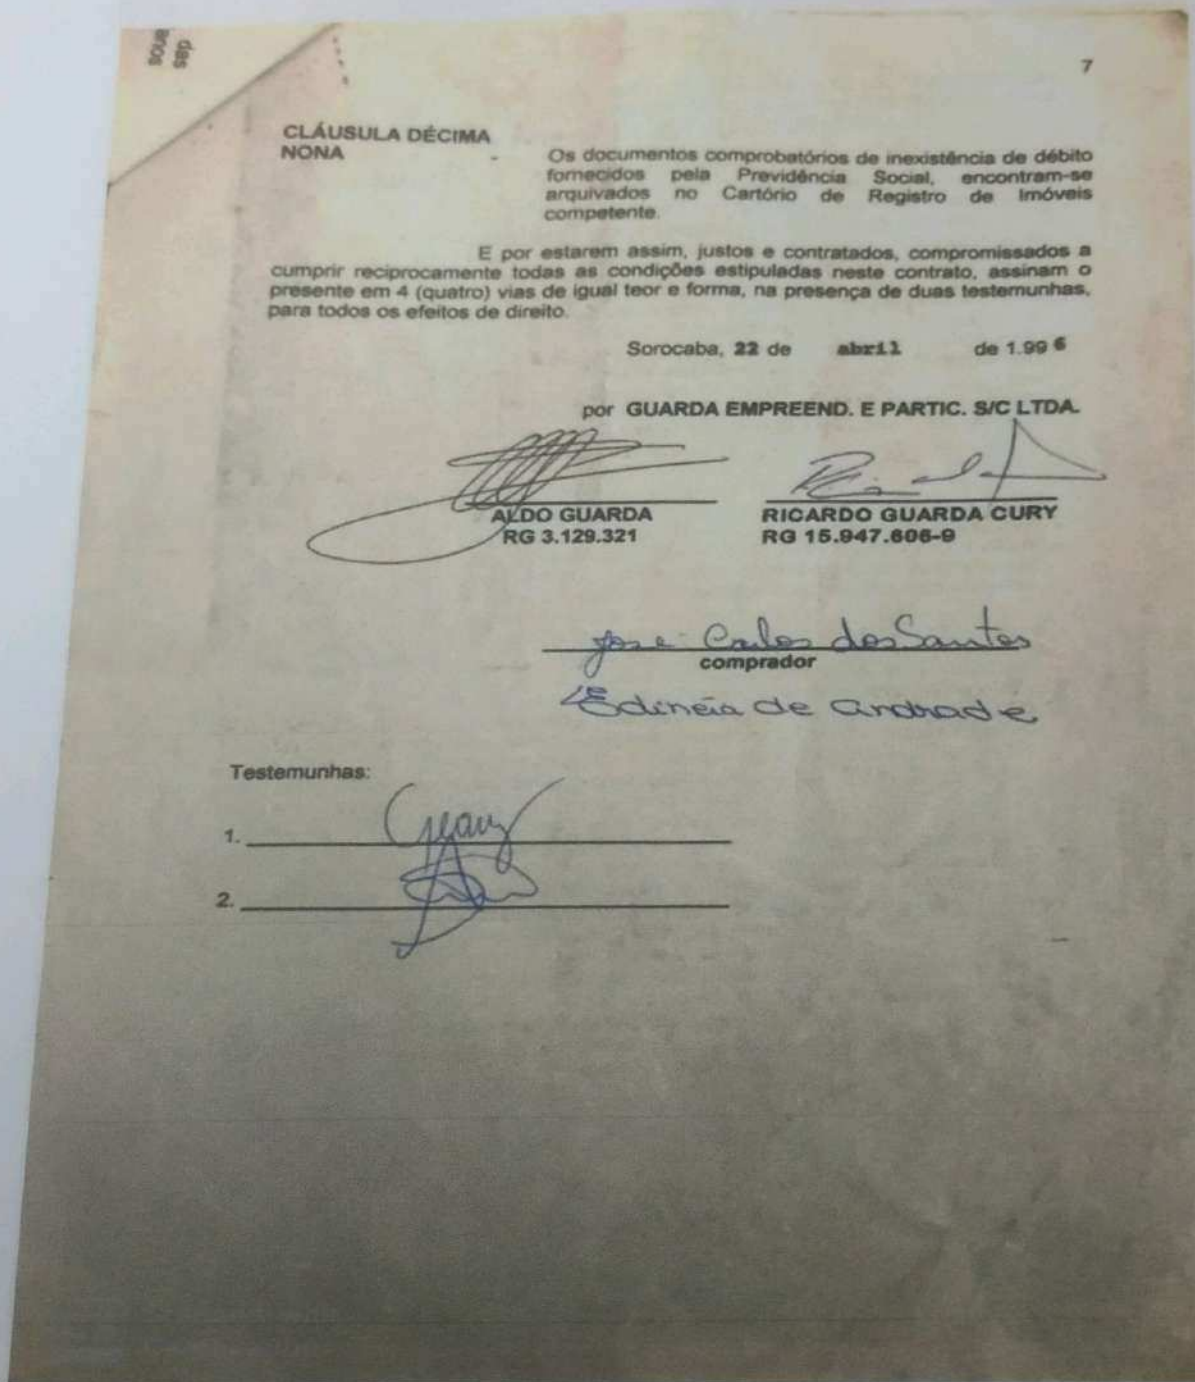 das
7
CLÁUSULA DÉCIMA
NONA -
Os documentos comprobatórios de inexistência de débito
fornecidos pela Previdência Social, encontram-se
arquivados no Cartório de Registro de Imóveis
competente.
E por estarem assim, justos e contratados, compromissados a
cumprir reciprocamente todas as condições estipuladas neste contrato, assinam o
presente em 4 (quatro) vias de igual teor e forma, na presença de duas testemunhas,
para todos os efeitos de direito.
Sorocaba, 22 de abril de 1.996
por GUARDA EMPREEND. E PARTIC. S/C LTDA.
ALDO GUARDA
RG 3.129.321
RICARDO GUARDA CURY
RG 15.947.606-9
José Carlos dos Santos
comprador
Edineia de Andrade
Testemunhas:
1.
2.